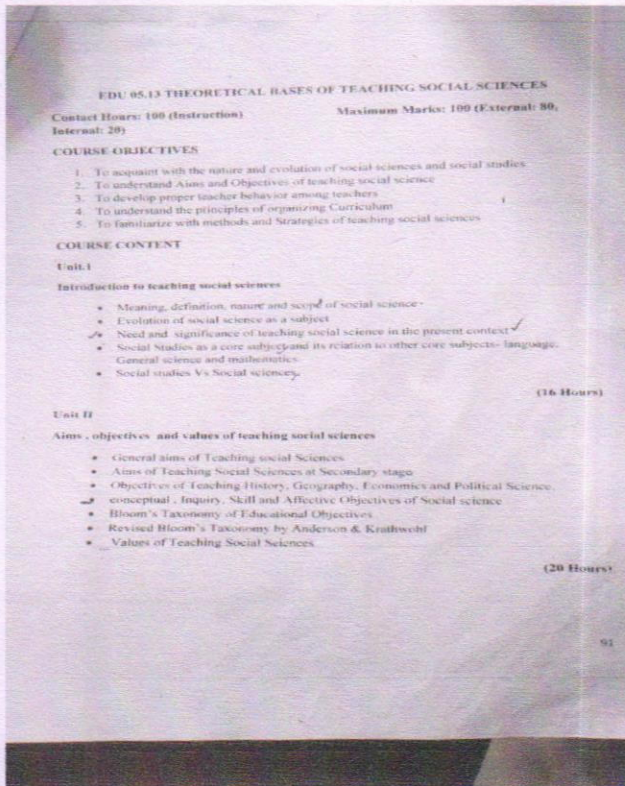 EDU 05.13 THEORETICAL BASES OF TEACHING SOCIAL SCIENCES
Contact Hours: 100 (Instruction) Maximum Marks: 100 (External: 80,
Internal: 20)
COURSE OBJECTIVES
1. To acquaint with the nature and evolution of social sciences and social studies
2. To understand Aims and Objectives of teaching social science
3. To develop proper teacher behavior among teachers
4. To understand the principles of organizing Curriculum
5. To familiarize with methods and Strategies of teaching social sciences
COURSE CONTENT
Unit.I
Introduction to teaching social sciences
• Meaning, definition, nature and scope of social science
• Evolution of social science as a subject
• Need and significance of teaching social science in the present context
• Social Studies as a core subject and its relation to other core subjects- language,
General science and mathematics
• Social studies Vs Social sciences
(16 Hours)
Unit II
Aims , objectives and values of teaching social sciences
• General aims of Teaching social Sciences
• Aims of Teaching Social Sciences at Secondary stage
• Objectives of Teaching History, Geography, Economics and Political Science.
• conceptual , Inquiry, Skill and Affective Objectives of Social science
• Bloom's Taxonomy of Educational Objectives
• Revised Bloom's Taxonomy by Anderson & Krathwohl
• Values of Teaching Social Sciences
(20 Hours)
91